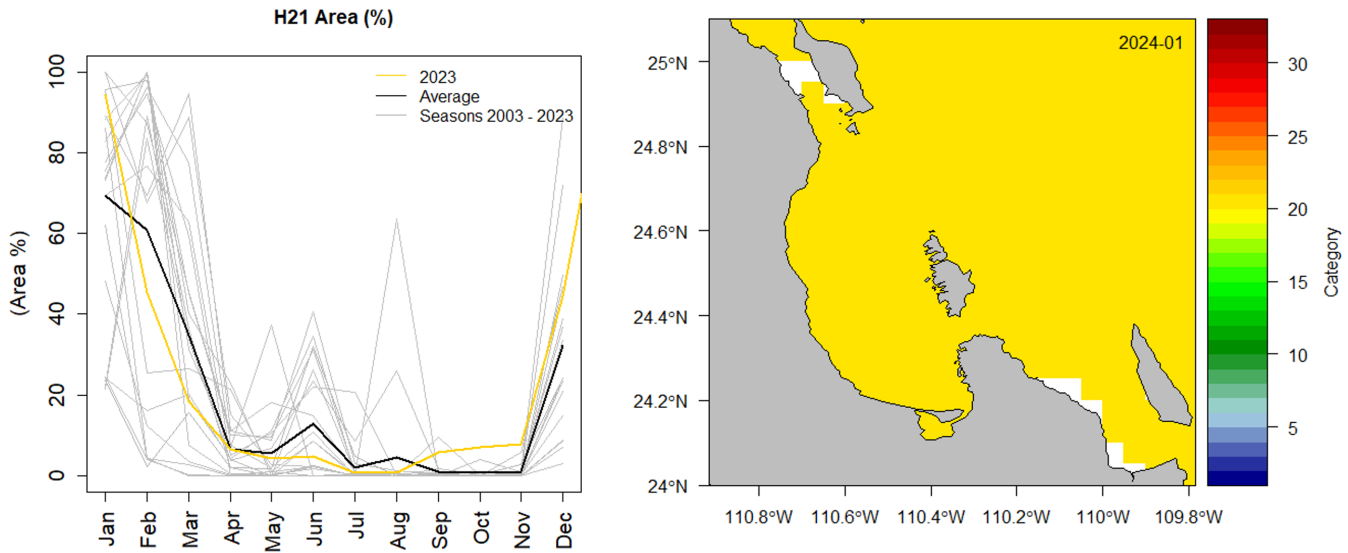 H21 Area (%)
(Area %)
100
80
60
40
20
0
2023
Average
Seasons 2003 - 2023
Jan
Feb
Mar
Apr
May
Jun
Jul
Aug
Sep
Oct
Nov
Dec
2024-01
25°N
24.8°N
24.6°N
24.4°N
24.2°N
24°N
110.8°W
110.6°W
110.4°W
110.2°W
110°W
109.8°W
30
25
20
15
10
5
Category